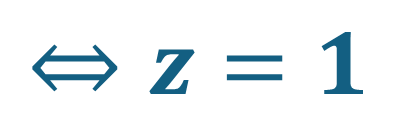 ⇔ z = 1